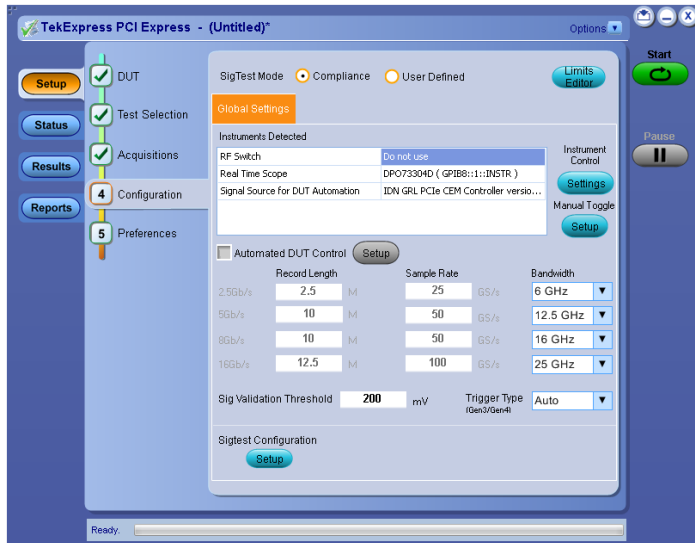 TekExpress PCI Express - (Untitled)*
Options
Start
Pause
Setup
Status
Results
Reports
DUT
Test Selection
Acquisitions
4 Configuration
5 Preferences
SigTest Mode Compliance User Defined
Limits Editor
Global Settings
Instruments Detected
RF Switch Do not use
Real Time Scope DPO73304D ( GPIB8::1::INSTR )
Signal Source for DUT Automation IDN GRL PCIe CEM Controller versio...
Instrument Control
Settings
Manual Toggle
Setup
Automated DUT Control Setup
Record Length Sample Rate Bandwidth
2.5Gb/s 2.5 M 25 GS/s 6 GHz
5Gb/s 10 M 50 GS/s 12.5 GHz
8Gb/s 10 M 50 GS/s 16 GHz
16Gb/s 12.5 M 100 GS/s 25 GHz
Sig Validation Threshold 200 mV Trigger Type Auto
(Gen3/Gen4)
Sigtest Configuration
Setup
Ready.